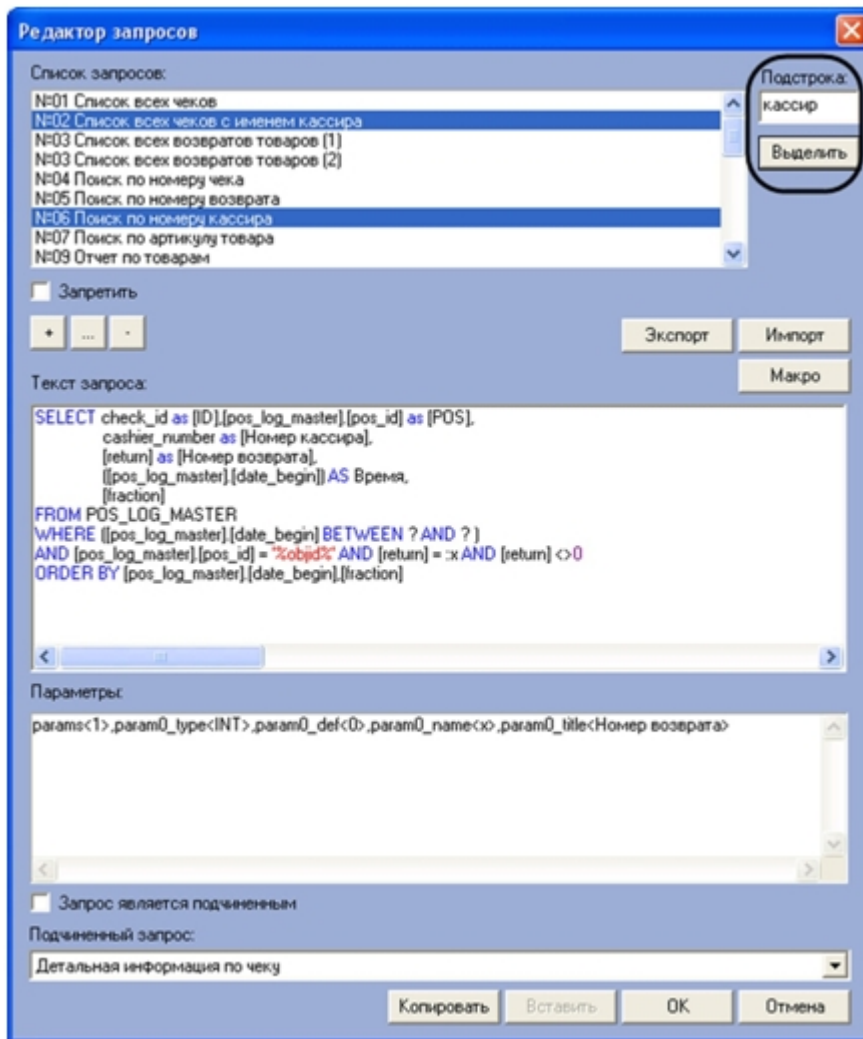 Редактор запросов
Список запросов:
Подстрока:
№01 Список всех чеков
№02 Список всех чеков с именем кассира
№03 Список всех возвратов товаров (1)
№03 Список всех возвратов товаров (2)
№04 Поиск по номеру чека
№05 Поиск по номеру возврата
№06 Поиск по номеру кассира
№07 Поиск по артикулу товара
№09 Отчет по товарам
кассир
Выделить
Запретить
+ ... -
Экспорт Импорт
Макро
Текст запроса:
SELECT check_id as [ID],[pos_log_master].[pos_id] as [POS],
cashier_number as [Номер кассира],
[return] as [Номер возврата],
([pos_log_master].[date_begin]) AS Время,
[fraction]
FROM POS_LOG_MASTER
WHERE ([pos_log_master].[date_begin] BETWEEN ? AND ? )
AND [pos_log_master].[pos_id] = '%objid%' AND [return] = :x AND [return] <>0
ORDER BY [pos_log_master].[date_begin],[fraction]
Параметры:
params<1>,param0_type<INT>,param0_def<0>,param0_name<x>,param0_title<Номер возврата>
Запрос является подчиненным
Подчиненный запрос:
Детальная информация по чеку
Копировать Вставить OK Отмена